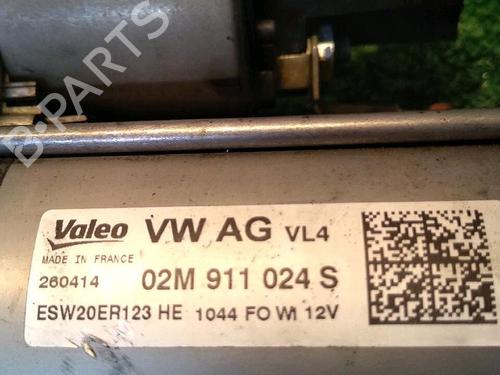 B-PARTS
Valeo VW AG VL4
MADE IN FRANCE
260414 02M 911 024 S
ESW20ER123 HE 1044 FO WI 12V